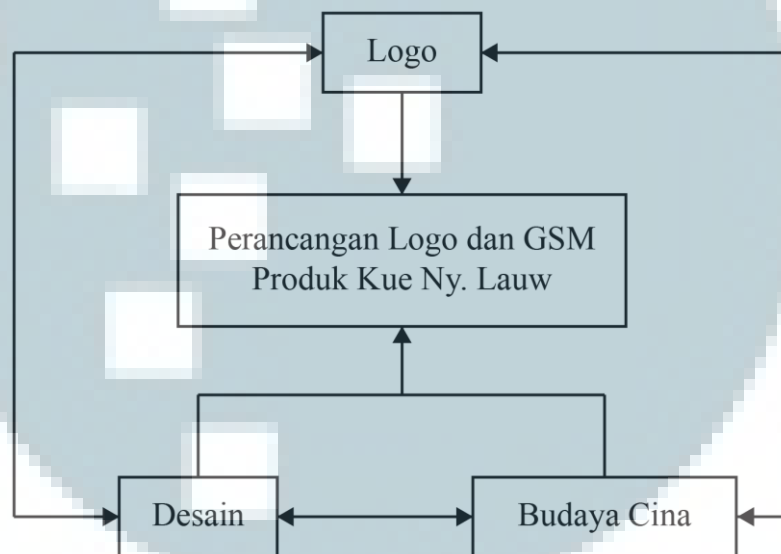 Logo
Perancangan Logo dan GSM
Produk Kue Ny. Lauw
Desain
Budaya Cina